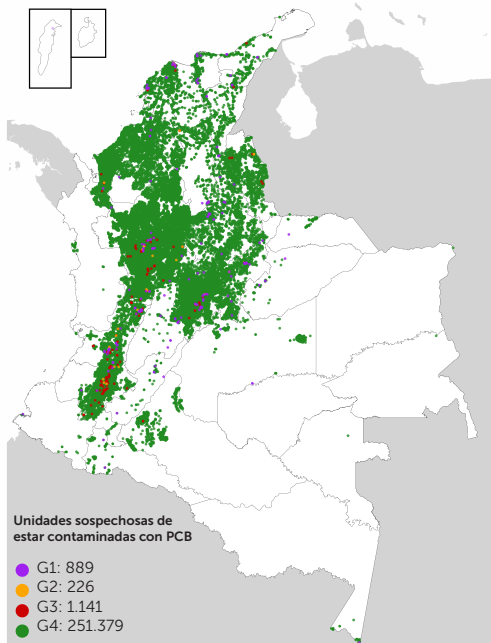 Unidades sospechosas de
estar contaminadas con PCB
G1: 889
G2: 226
G3: 1.141
G4: 251.379